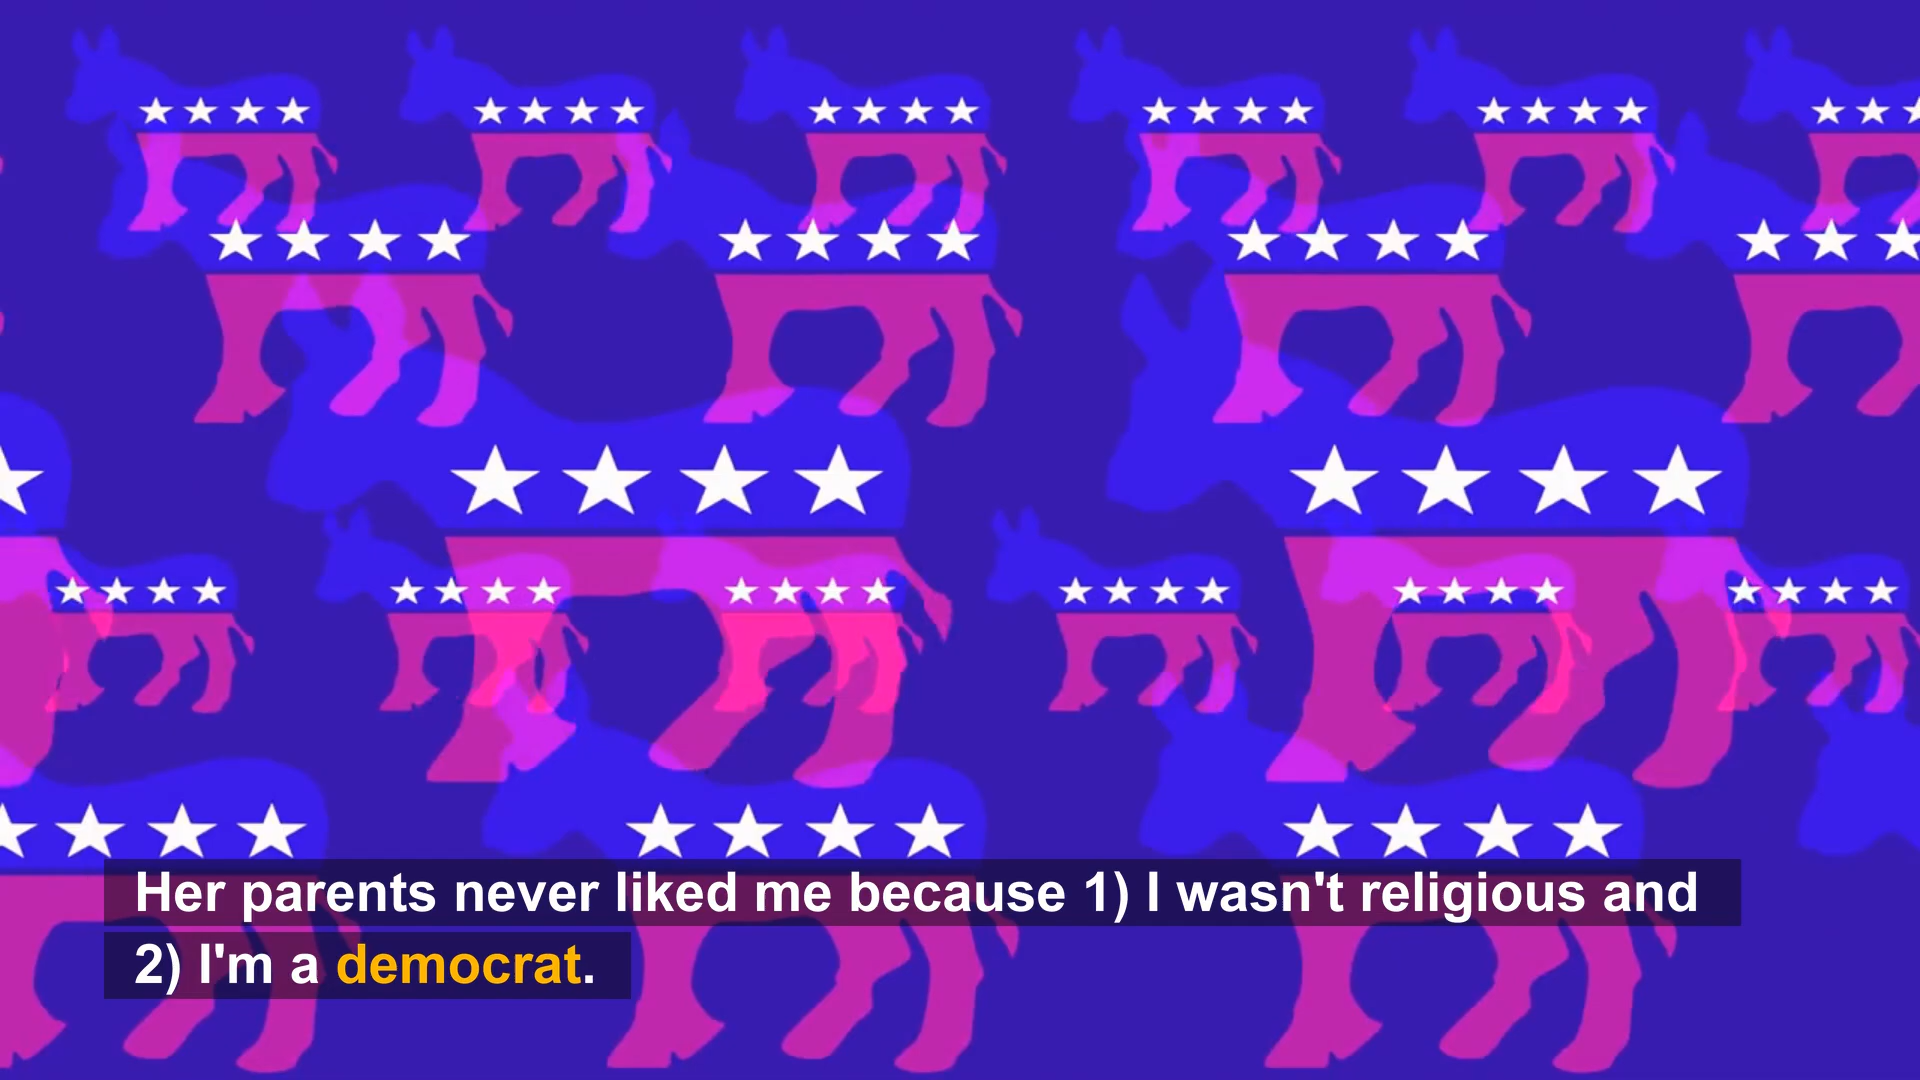 Her parents never liked me because 1) I wasn't religious and
2) I'm a democrat.